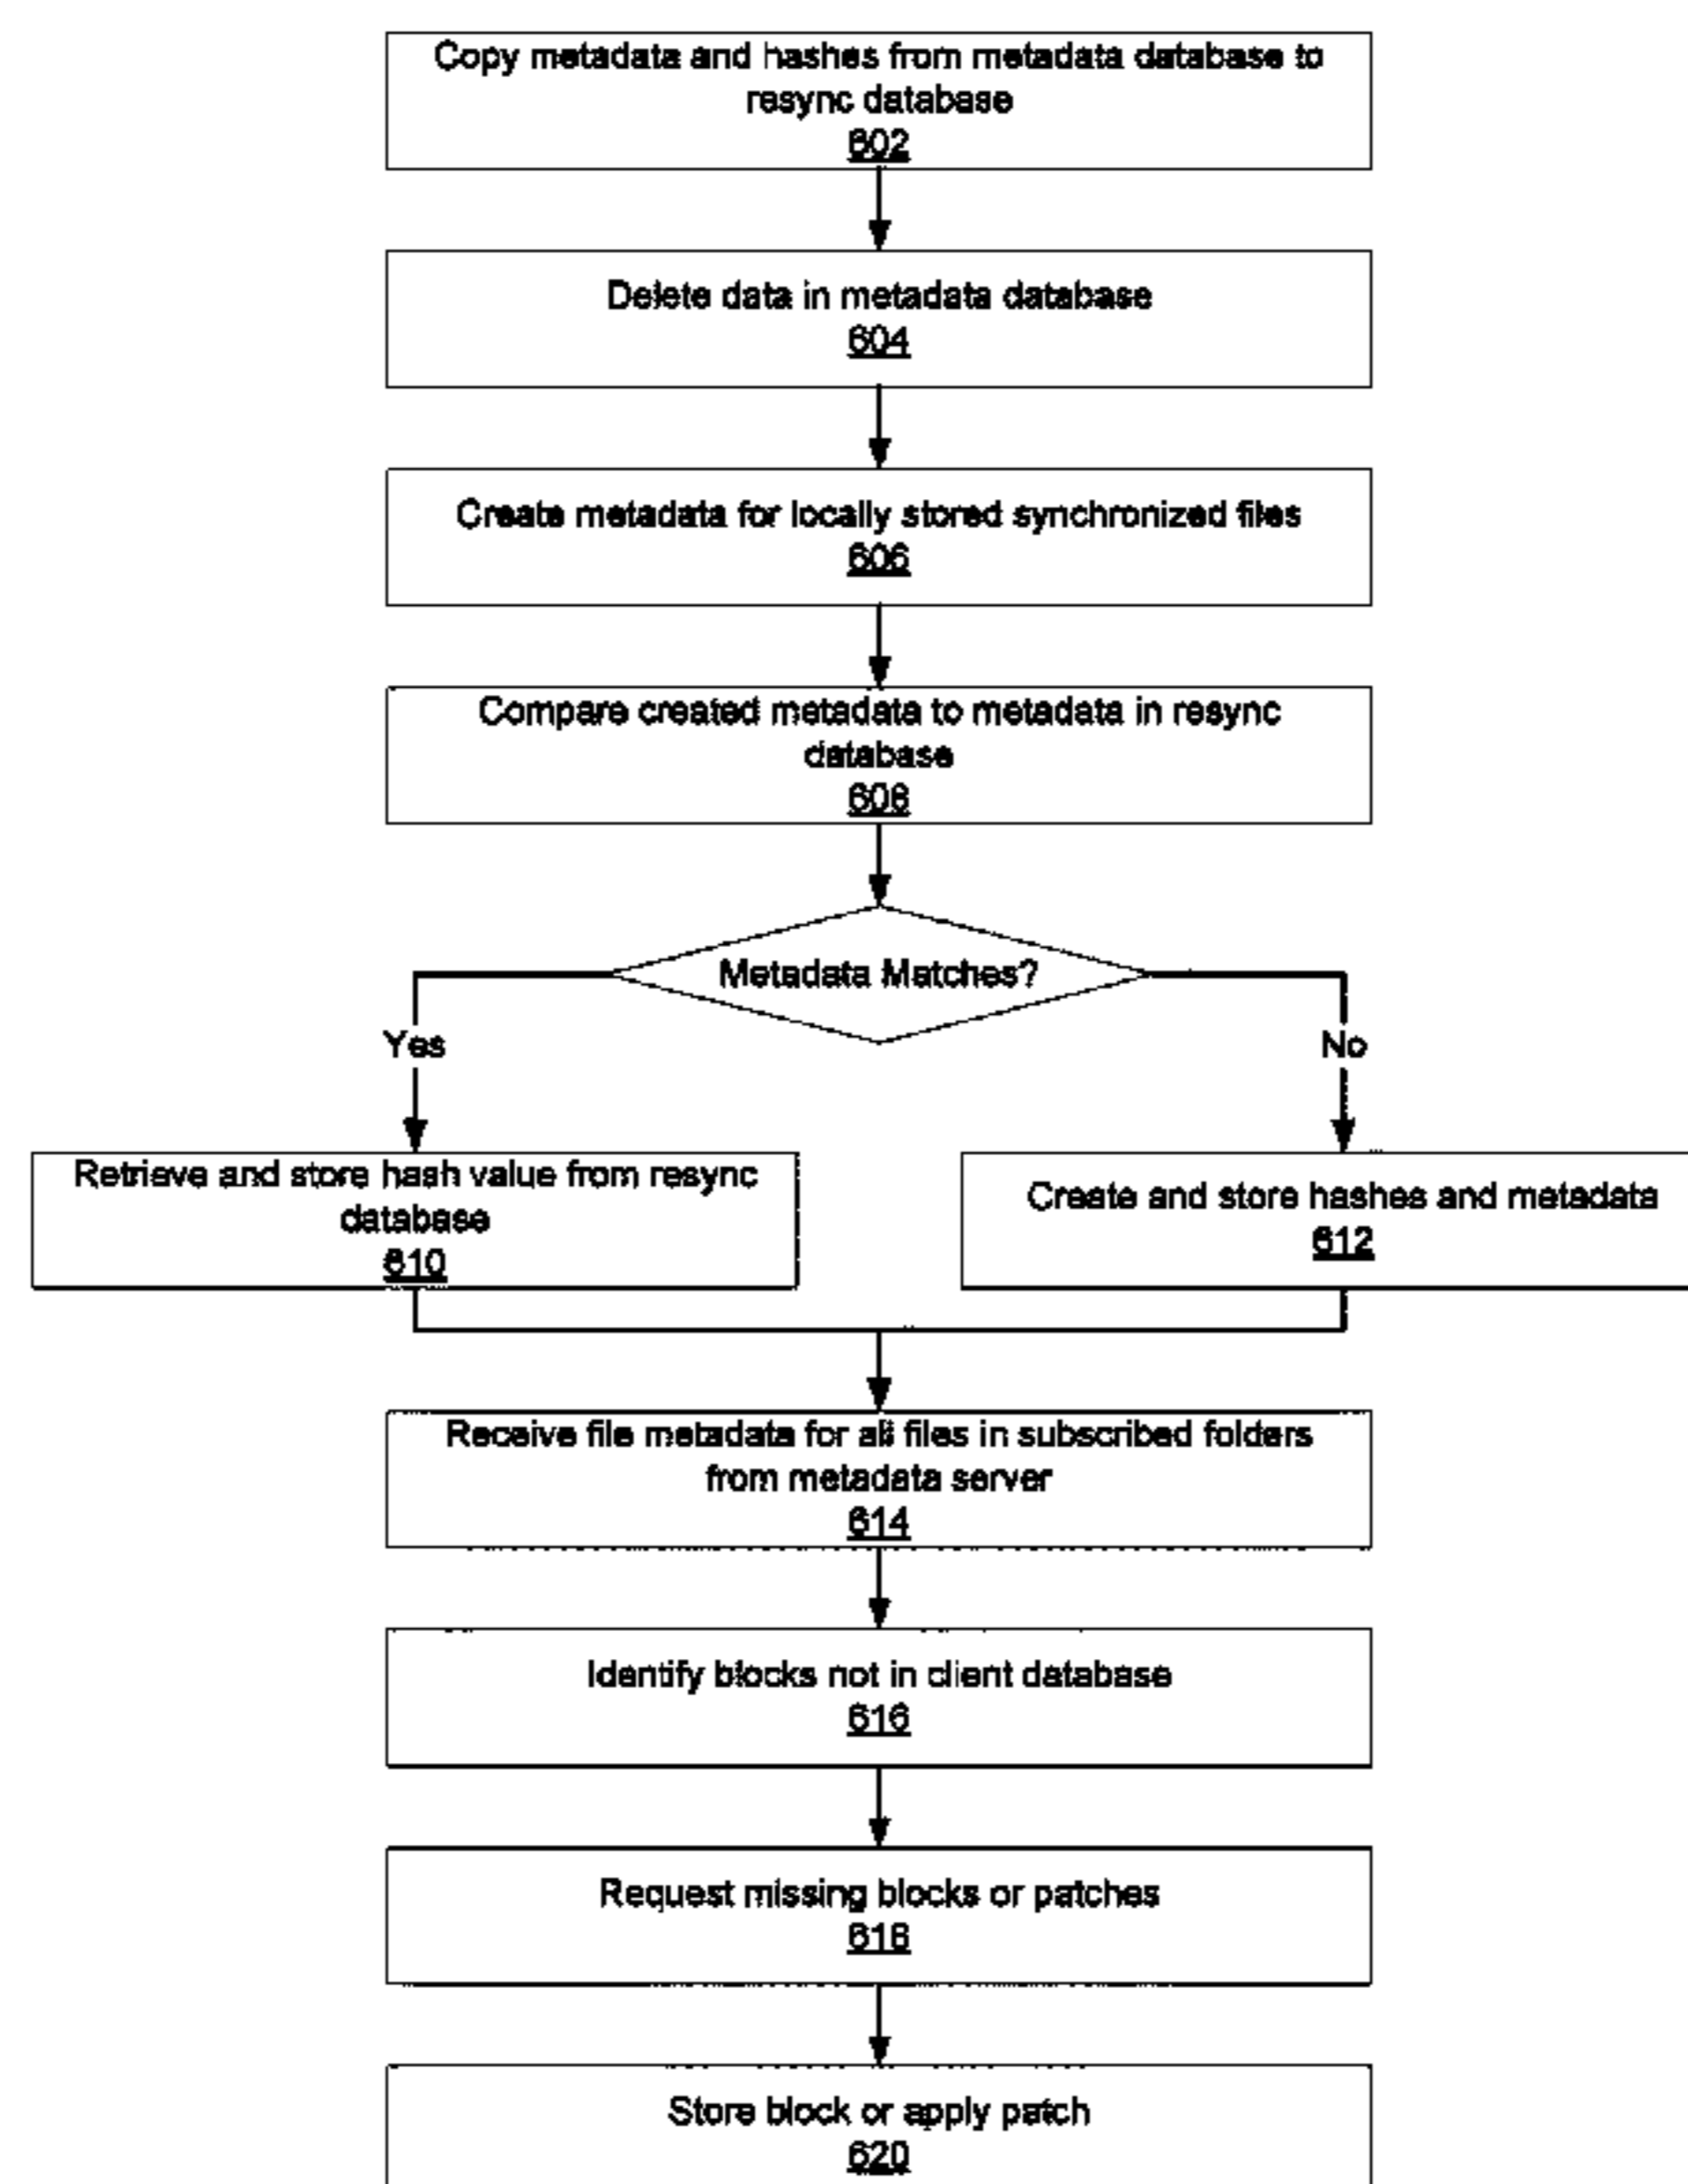 Copy metadata and hashes from metadata database to
resync database
602
Delete data in metadata database
604
Create metadata for locally stored synchronized files
606
Compare created metadata to metadata in resync
database
608
Metadata Matches?
Yes
No
Retrieve and store hash value from resync
database
610
Create and store hashes and metadata
612
Receive file metadata for all files in subscribed folders
from metadata server
614
Identify blocks not in client database
616
Request missing blocks or patches
618
Store block or apply patch
620